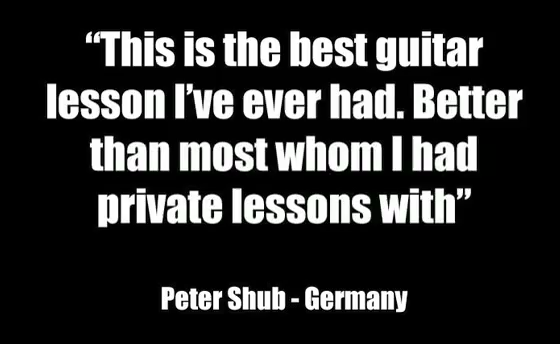 “This is the best guitar
lesson I’ve ever had. Better
than most whom I had
private lessons with”
Peter Shub - Germany